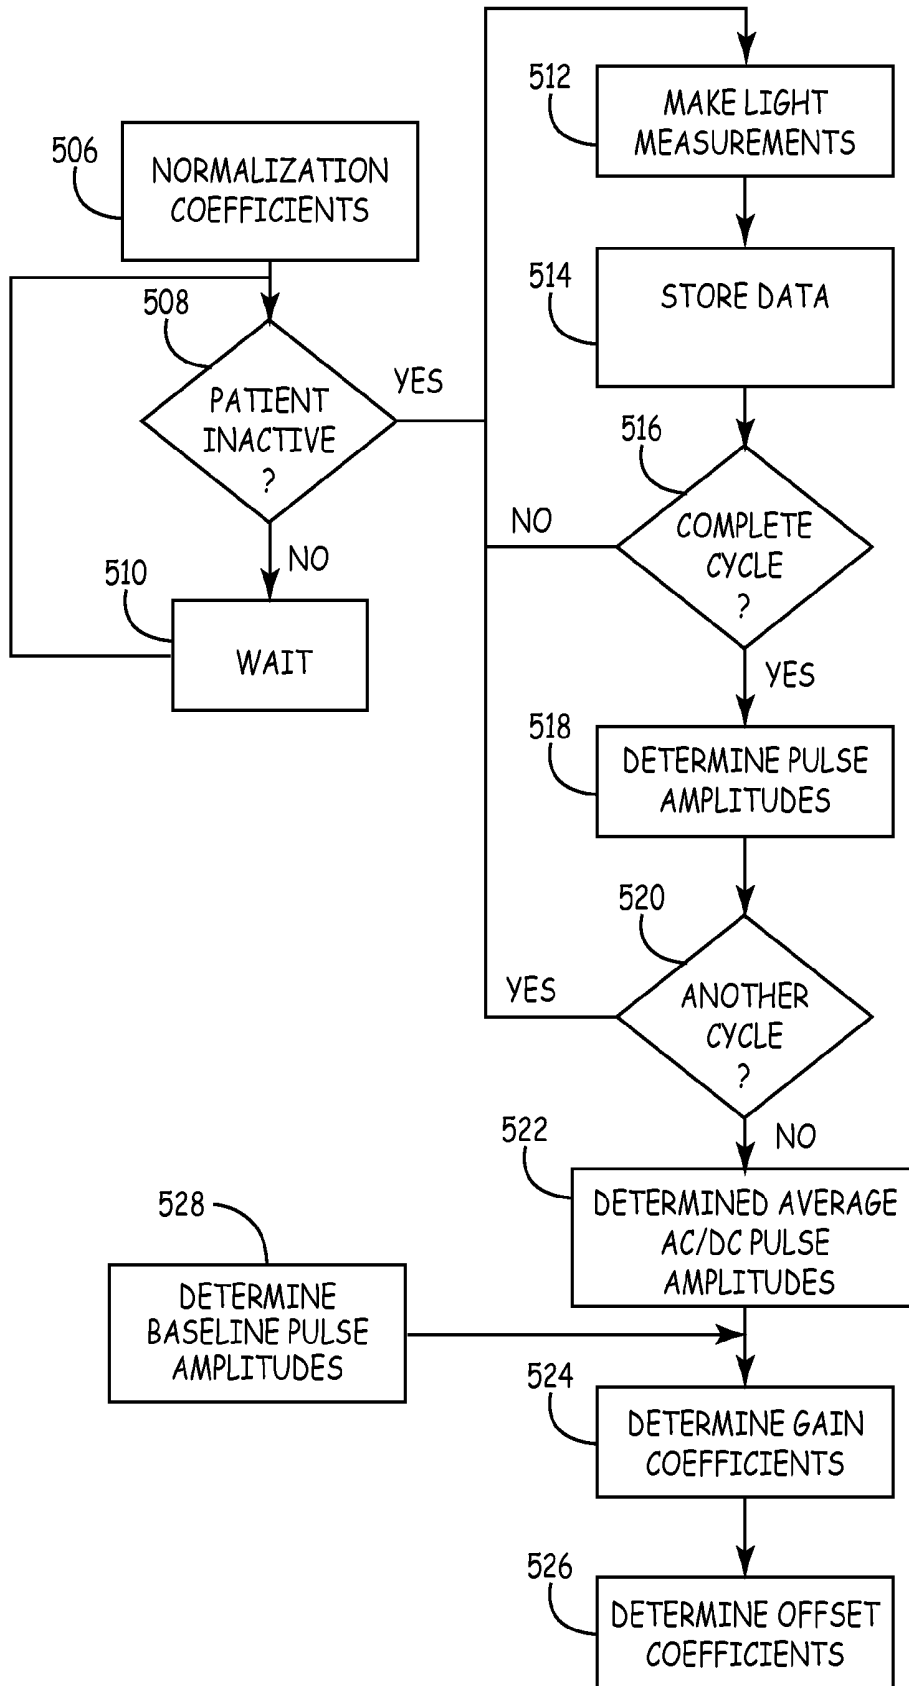 506
NORMALIZATION
COEFFICIENTS
508
PATIENT
INACTIVE
?
YES
NO
510
WAIT
512
MAKE LIGHT
MEASUREMENTS
514
STORE DATA
516
COMPLETE
CYCLE
?
NO
YES
518
DETERMINE PULSE
AMPLITUDES
520
ANOTHER
CYCLE
?
YES
NO
522
DETERMINED AVERAGE
AC/DC PULSE
AMPLITUDES
528
DETERMINE
BASELINE PULSE
AMPLITUDES
524
DETERMINE GAIN
COEFFICIENTS
526
DETERMINE OFFSET
COEFFICIENTS